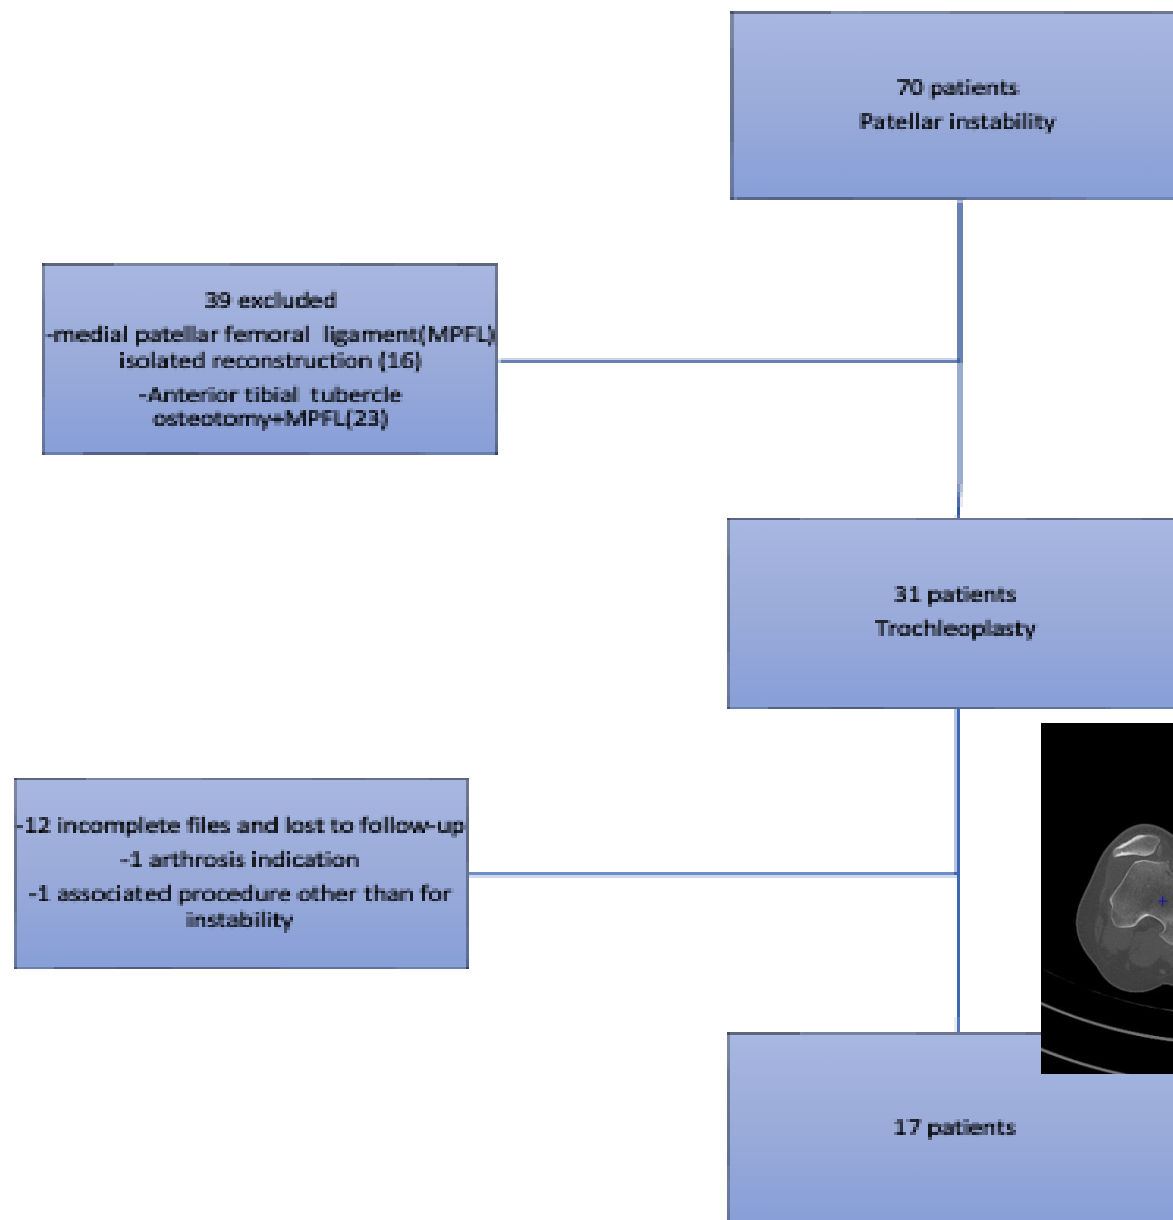 70 patients
Patellar instability
39 excluded
-medial patellar femoral ligament(MPFL)
isolated reconstruction (16)
-Anterior tibial tubercle
osteotomy+MPFL(23)
31 patients
Trochleoplasty
-12 incomplete files and lost to follow-up
-1 arthrosis indication
-1 associated procedure other than for
instability
17 patients